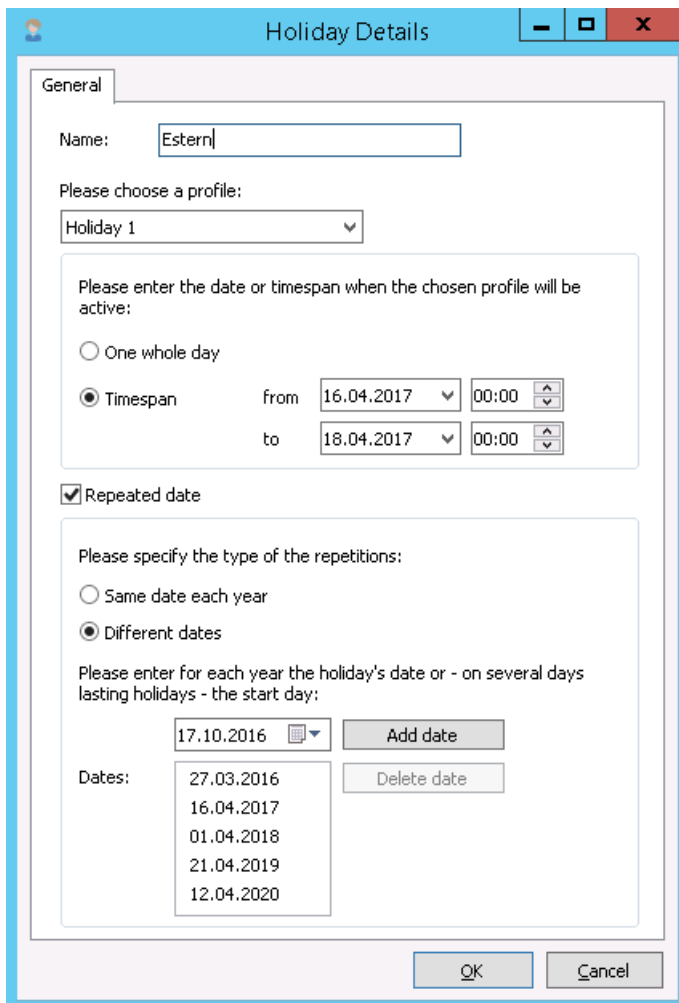 Holiday Details
General
Name: Estern
Please choose a profile:
Holiday 1
Please enter the date or timespan when the chosen profile will be
active:
One whole day
Timespan from 16.04.2017 00:00
to 18.04.2017 00:00
Repeated date
Please specify the type of the repetitions:
Same date each year
Different dates
Please enter for each year the holiday's date or - on several days
lasting holidays - the start day:
17.10.2016 Add date
Dates: 27.03.2016 Delete date
16.04.2017
01.04.2018
21.04.2019
12.04.2020
OK Cancel